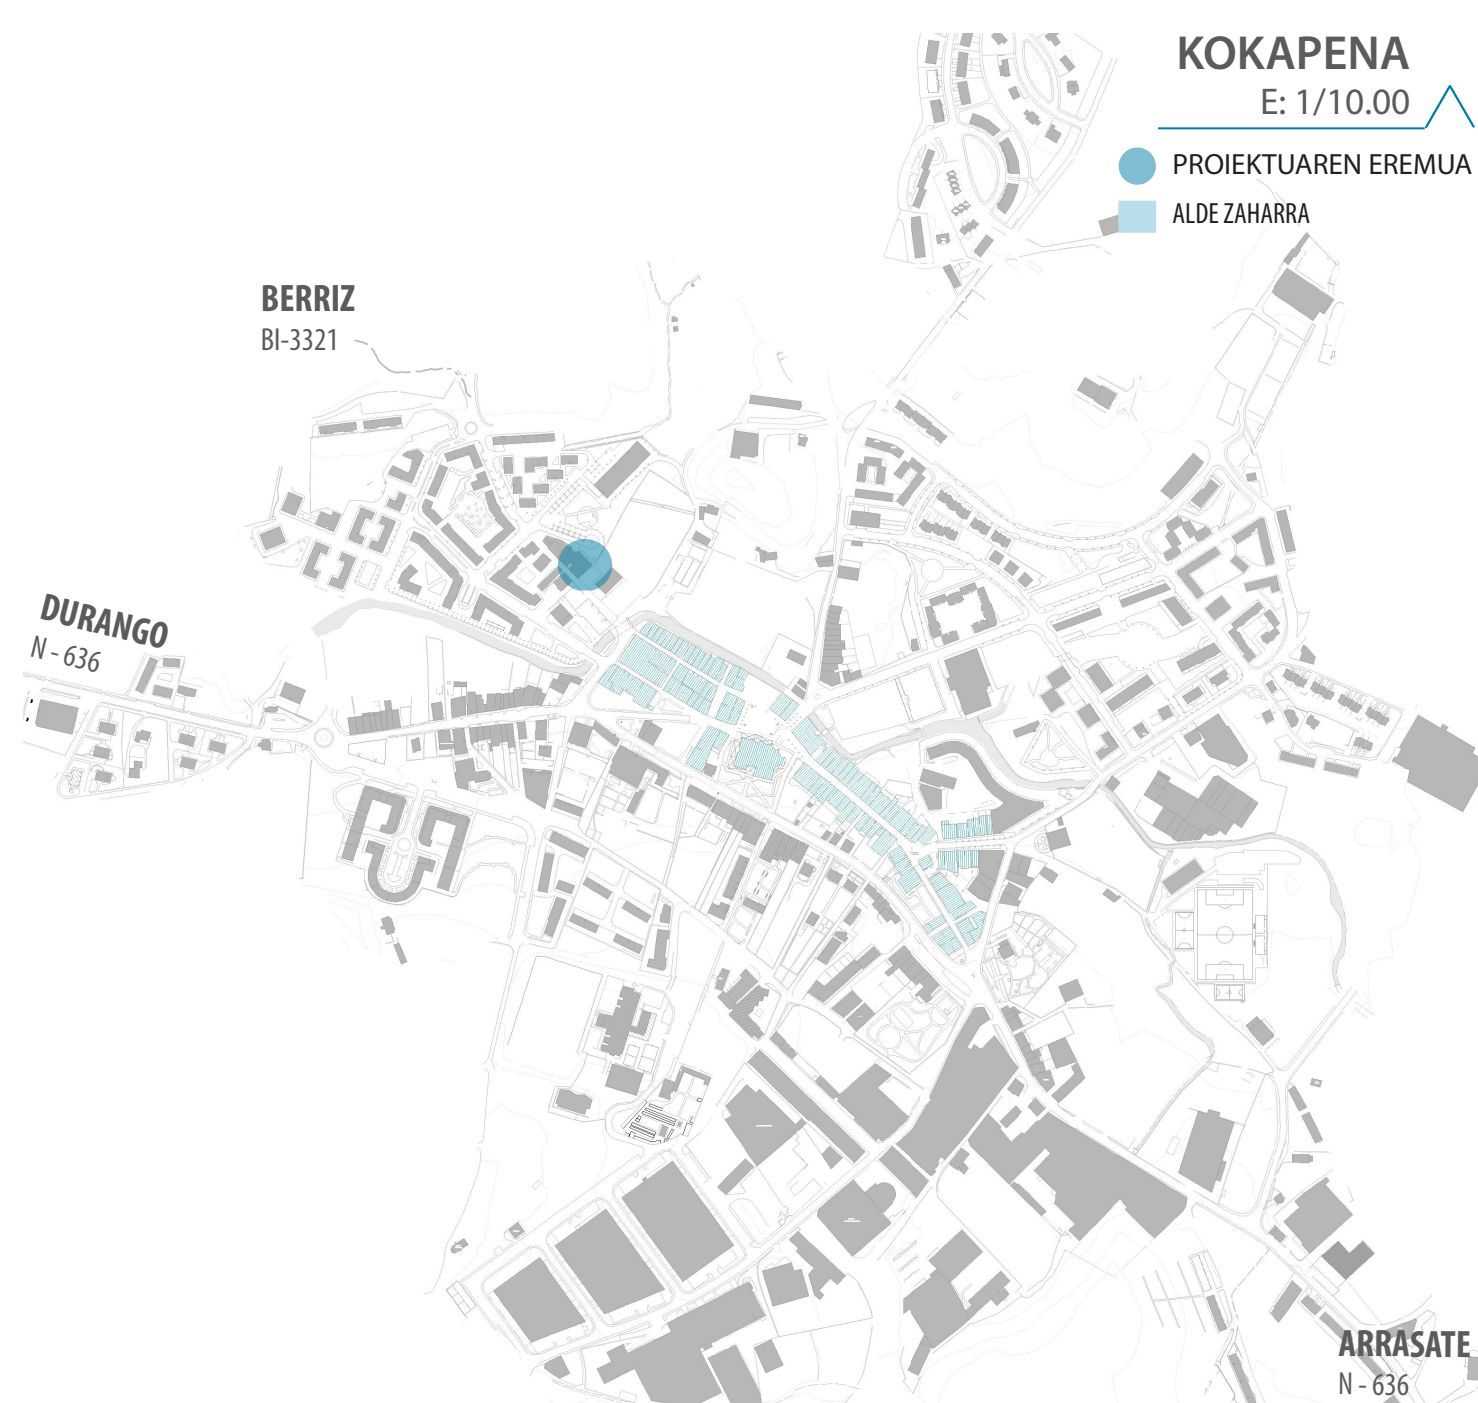 KOKAPENA
E: 1/10.00
PROIEKTUAREN EREMUA
ALDE ZAHARRA
BERRIZ
BI-3321
DURANGO
N - 636
ARRASATE
N - 636